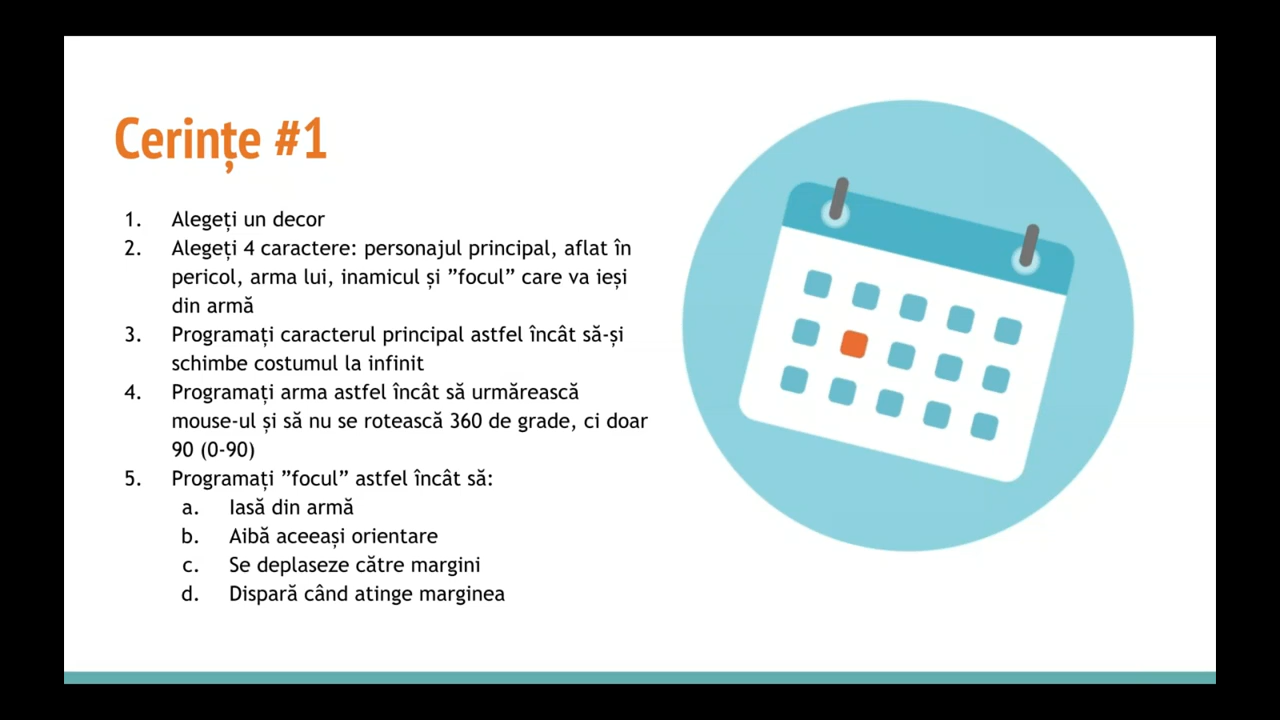 Cerințe #1
1. Alegeți un decor
2. Alegeți 4 caractere: personajul principal, aflat în
pericol, arma lui, inamicul și ”focul” care va ieși
din armă
3. Programați caracterul principal astfel încât să-și
schimbe costumul la infinit
4. Programați arma astfel încât să urmărească
mouse-ul și să nu se rotească 360 de grade, ci doar
90 (0-90)
5. Programați ”focul” astfel încât să:
a. Iasă din armă
b. Aibă aceeași orientare
c. Se deplaseze către margini
d. Dispară când atinge marginea